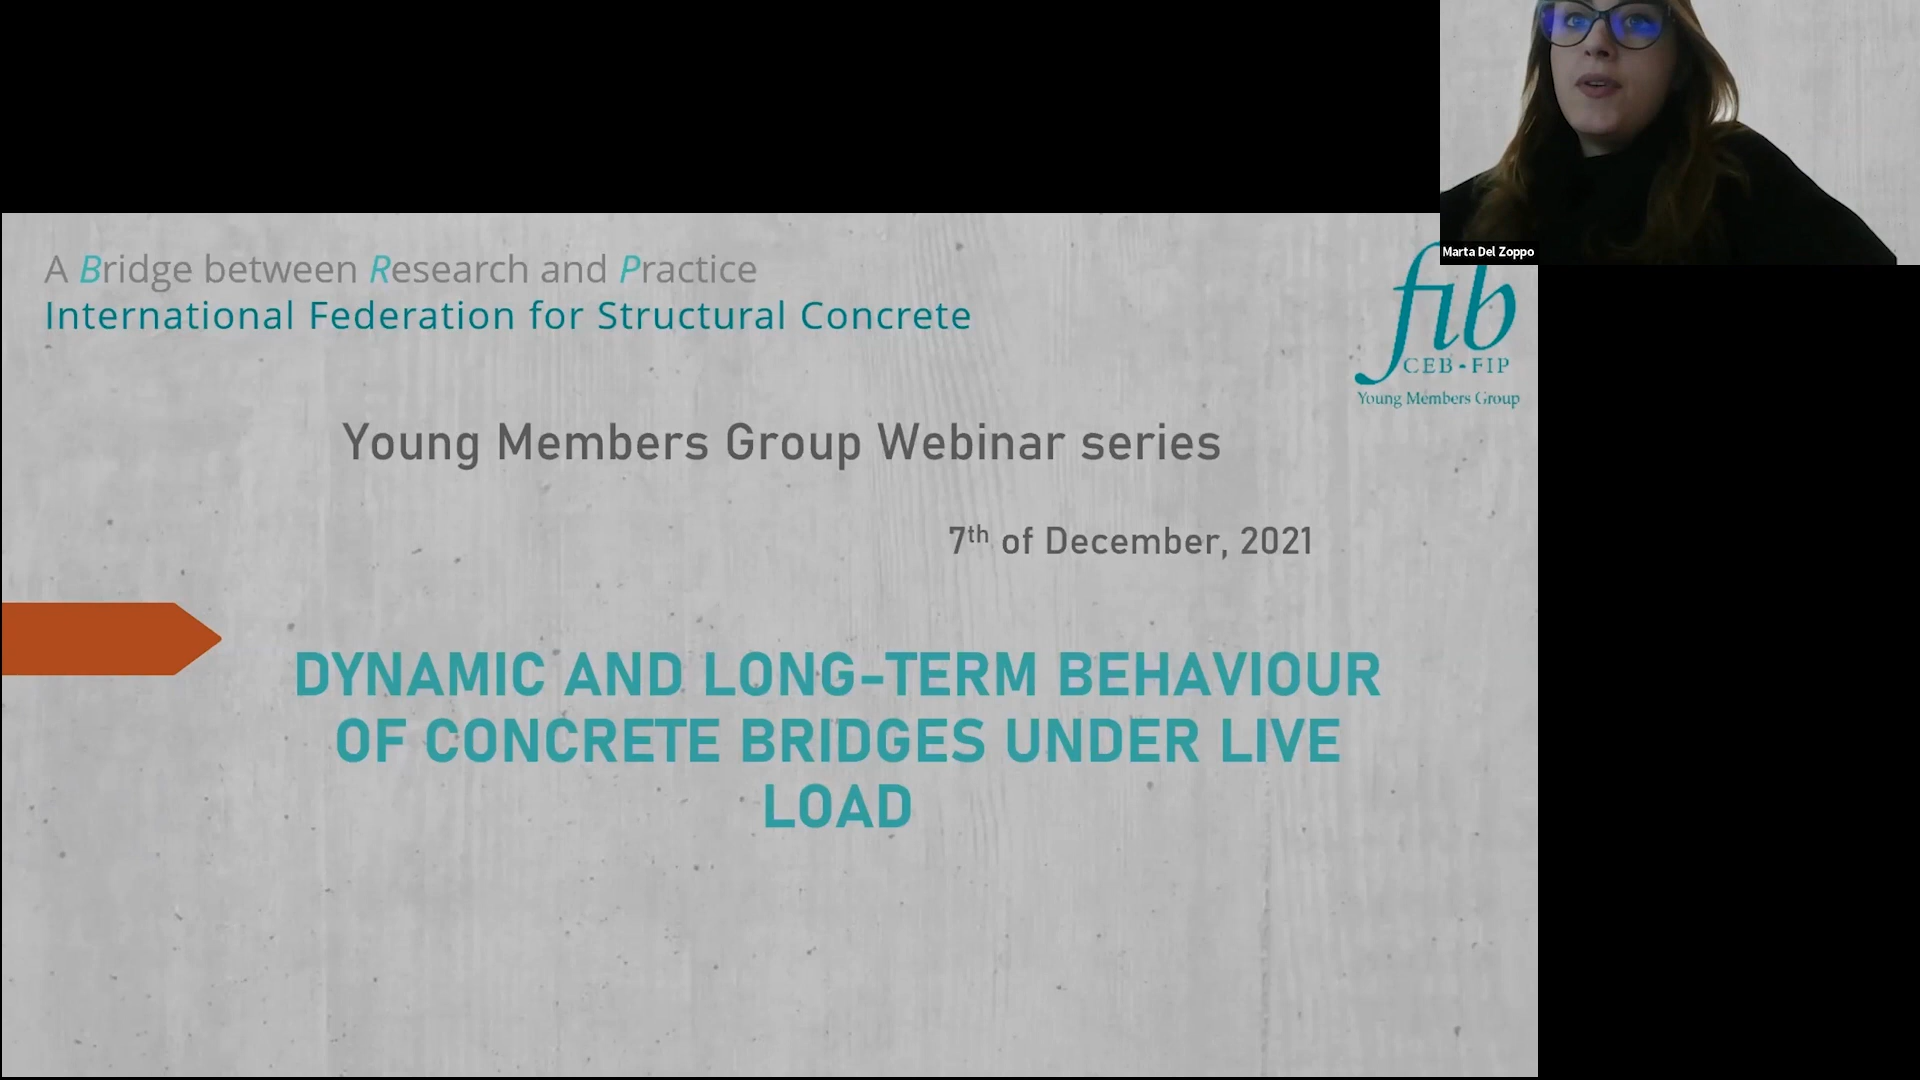 Marta Del Zoppo
A Bridge between Research and Practice
International Federation for Structural Concrete
fib
CEB-FIP
Young Members Group
Young Members Group Webinar series
7th of December, 2021
DYNAMIC AND LONG-TERM BEHAVIOUR
OF CONCRETE BRIDGES UNDER LIVE
LOAD